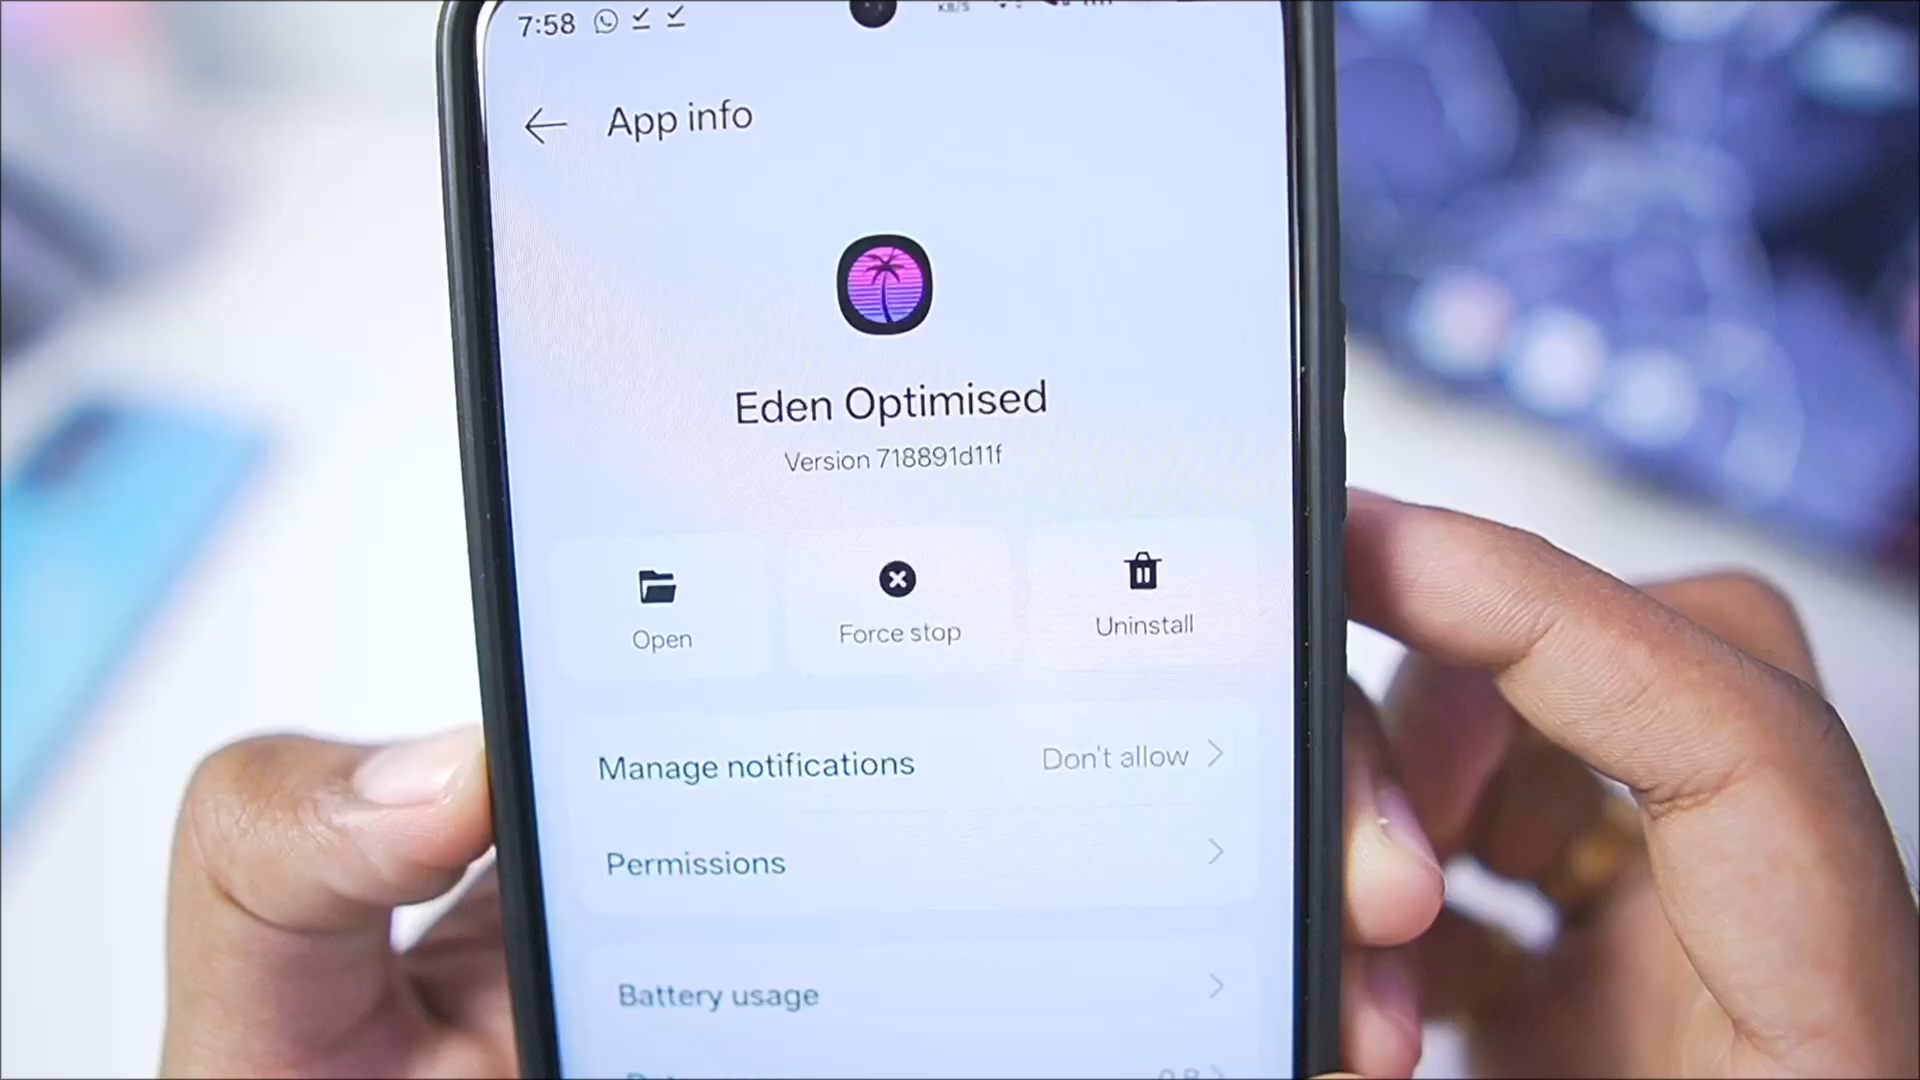 7:58
KB/S
App info
Eden Optimised
Version 718891d11f
Open
Force stop
Uninstall
Manage notifications
Don't allow
Permissions
Battery usage